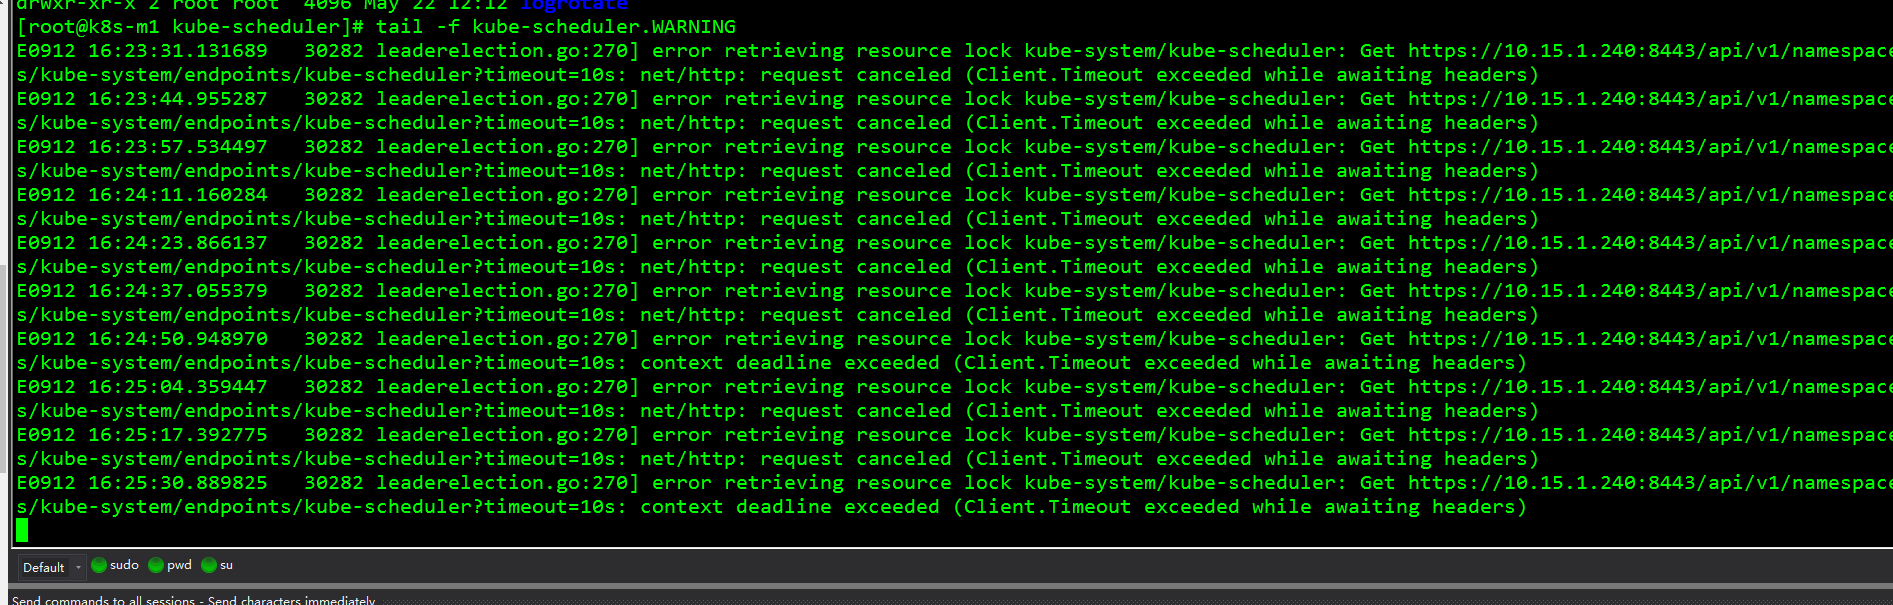 drwxr-xr-x 2 root root 4096 May 22 12:12 logrotate
[root@k8s-m1 kube-scheduler]# tail -f kube-scheduler.WARNING
E0912 16:23:31.131689   30282 leaderelection.go:270] error retrieving resource lock kube-system/kube-scheduler: Get https://10.15.1.240:8443/api/v1/namespace
s/kube-system/endpoints/kube-scheduler?timeout=10s: net/http: request canceled (Client.Timeout exceeded while awaiting headers)
E0912 16:23:44.955287   30282 leaderelection.go:270] error retrieving resource lock kube-system/kube-scheduler: Get https://10.15.1.240:8443/api/v1/namespace
s/kube-system/endpoints/kube-scheduler?timeout=10s: net/http: request canceled (Client.Timeout exceeded while awaiting headers)
E0912 16:23:57.534497   30282 leaderelection.go:270] error retrieving resource lock kube-system/kube-scheduler: Get https://10.15.1.240:8443/api/v1/namespace
s/kube-system/endpoints/kube-scheduler?timeout=10s: net/http: request canceled (Client.Timeout exceeded while awaiting headers)
E0912 16:24:11.160284   30282 leaderelection.go:270] error retrieving resource lock kube-system/kube-scheduler: Get https://10.15.1.240:8443/api/v1/namespace
s/kube-system/endpoints/kube-scheduler?timeout=10s: net/http: request canceled (Client.Timeout exceeded while awaiting headers)
E0912 16:24:23.866137   30282 leaderelection.go:270] error retrieving resource lock kube-system/kube-scheduler: Get https://10.15.1.240:8443/api/v1/namespace
s/kube-system/endpoints/kube-scheduler?timeout=10s: net/http: request canceled (Client.Timeout exceeded while awaiting headers)
E0912 16:24:37.055379   30282 leaderelection.go:270] error retrieving resource lock kube-system/kube-scheduler: Get https://10.15.1.240:8443/api/v1/namespace
s/kube-system/endpoints/kube-scheduler?timeout=10s: net/http: request canceled (Client.Timeout exceeded while awaiting headers)
E0912 16:24:50.948970   30282 leaderelection.go:270] error retrieving resource lock kube-system/kube-scheduler: Get https://10.15.1.240:8443/api/v1/namespace
s/kube-system/endpoints/kube-scheduler?timeout=10s: context deadline exceeded (Client.Timeout exceeded while awaiting headers)
E0912 16:25:04.359447   30282 leaderelection.go:270] error retrieving resource lock kube-system/kube-scheduler: Get https://10.15.1.240:8443/api/v1/namespace
s/kube-system/endpoints/kube-scheduler?timeout=10s: net/http: request canceled (Client.Timeout exceeded while awaiting headers)
E0912 16:25:17.392775   30282 leaderelection.go:270] error retrieving resource lock kube-system/kube-scheduler: Get https://10.15.1.240:8443/api/v1/namespace
s/kube-system/endpoints/kube-scheduler?timeout=10s: net/http: request canceled (Client.Timeout exceeded while awaiting headers)
E0912 16:25:30.889825   30282 leaderelection.go:270] error retrieving resource lock kube-system/kube-scheduler: Get https://10.15.1.240:8443/api/v1/namespace
s/kube-system/endpoints/kube-scheduler?timeout=10s: context deadline exceeded (Client.Timeout exceeded while awaiting headers)
Default sudo pwd su
Send commands to all sessions - Send characters immediately